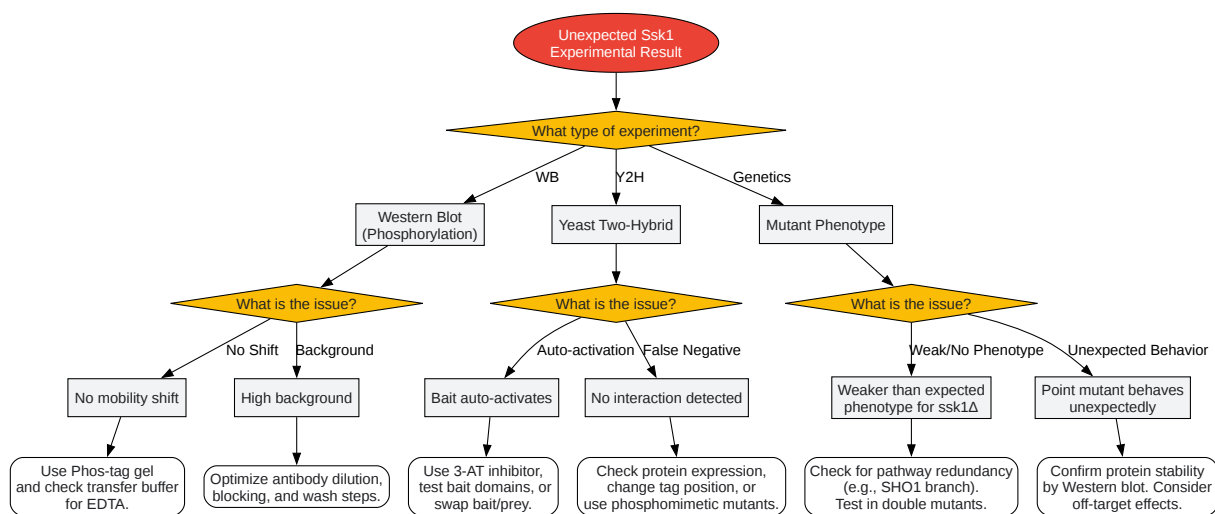 Unexpected Ssk1
Experimental Result
What type of experiment?
WB
Y2H
Genetics
Western Blot
(Phosphorylation)
Yeast Two-Hybrid
Mutant Phenotype
What is the issue?
What is the issue?
What is the issue?
No Shift
Background
Auto-activation
False Negative
Weak/No Phenotype
Unexpected Behavior
No mobility shift
High background
Bait auto-activates
No interaction detected
Weaker than expected
phenotype for ssk1Δ
Point mutant behaves
unexpectedly
Use Phos-tag gel
and check transfer buffer
for EDTA.
Optimize antibody dilution,
blocking, and wash steps.
Use 3-AT inhibitor,
test bait domains, or
swap bait/prey.
Check protein expression,
change tag position, or
use phosphomimetic mutants.
Check for pathway redundancy
(e.g., SHO1 branch).
Test in double mutants.
Confirm protein stability
by Western blot. Consider
off-target effects.